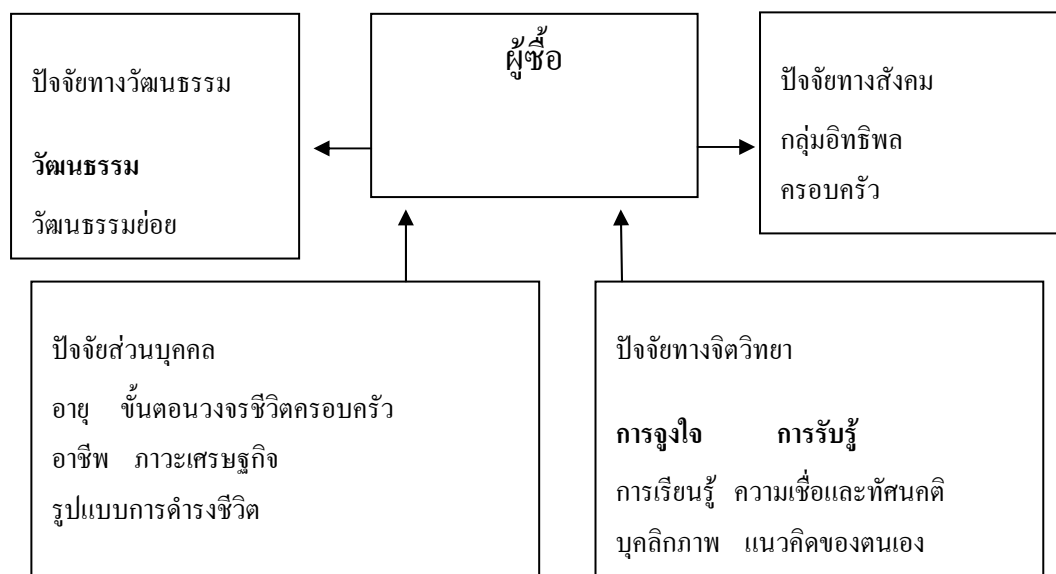 ผู้ซื้อ
ปัจจัยทางวัฒนธรรม
วัฒนธรรม
วัฒนธรรมย่อย
ปัจจัยทางสังคม
กลุ่มอิทธิพล
ครอบครัว
ปัจจัยส่วนบุคคล
อายุ ขั้นตอนวงจรชีวิตครอบครัว
อาชีพ ภาวะเศรษฐกิจ
รูปแบบการดำรงชีวิต
ปัจจัยทางจิตวิทยา
การจูงใจ การรับรู้
การเรียนรู้ ความเชื่อและทัศนคติ
บุคลิกภาพ แนวคิดของตนเอง